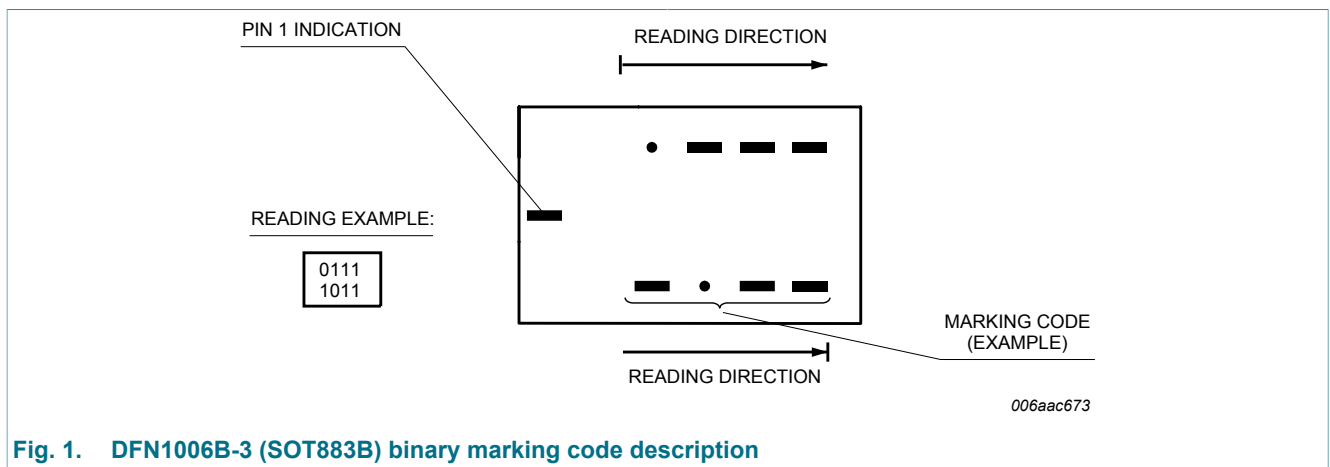 PIN 1 INDICATION
READING DIRECTION
READING EXAMPLE:
0111
1011
MARKING CODE
(EXAMPLE)
READING DIRECTION
006aac673
Fig. 1. DFN1006B-3 (SOT883B) binary marking code description